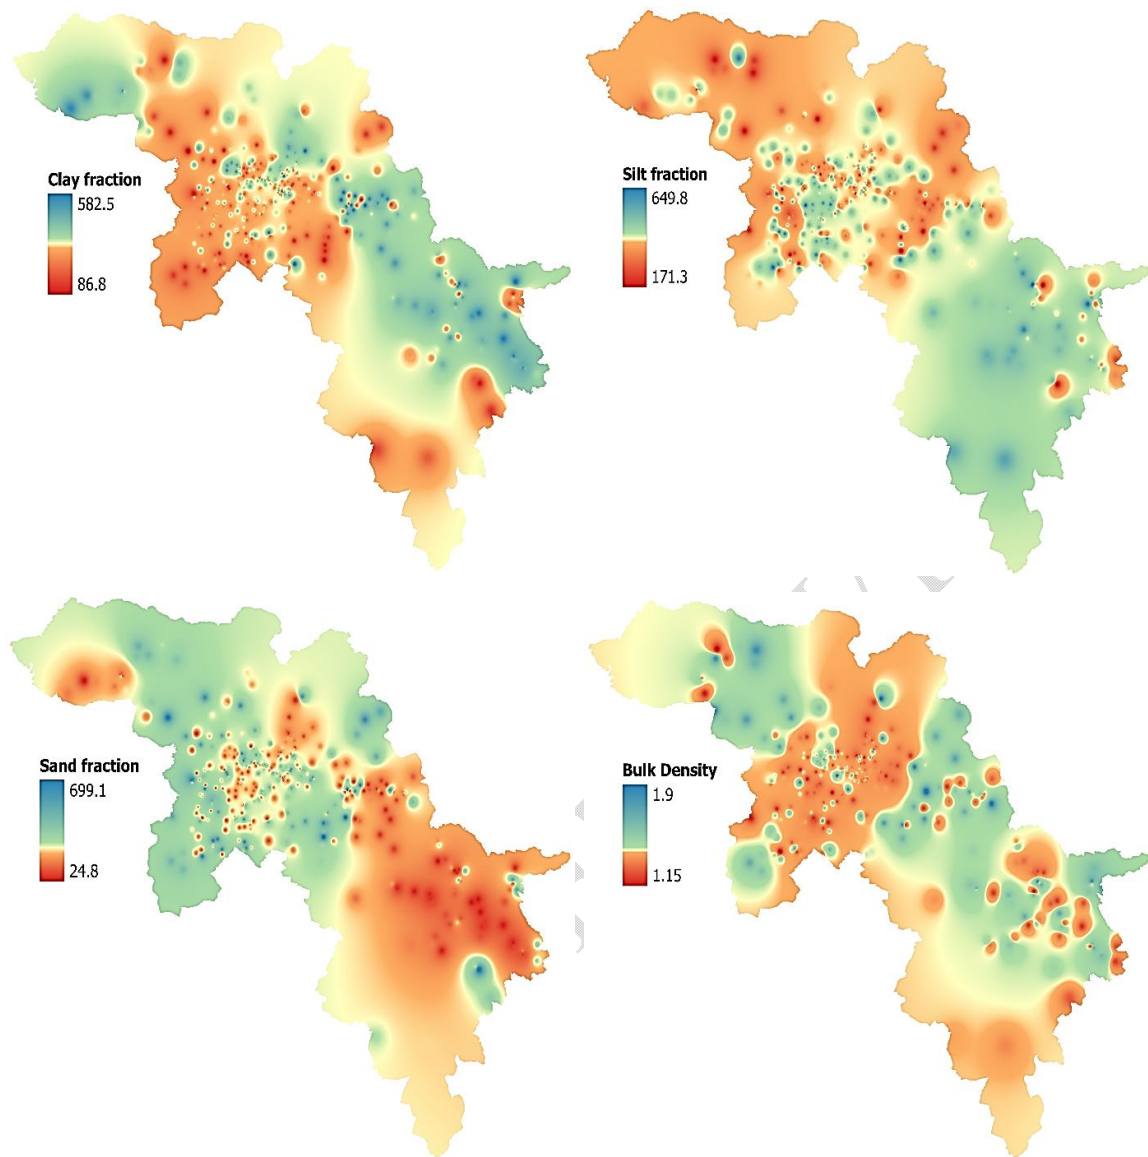 Clay fraction
582.5
86.8
Silt fraction
649.8
171.3
Sand fraction
699.1
24.8
Bulk Density
1.9
1.15